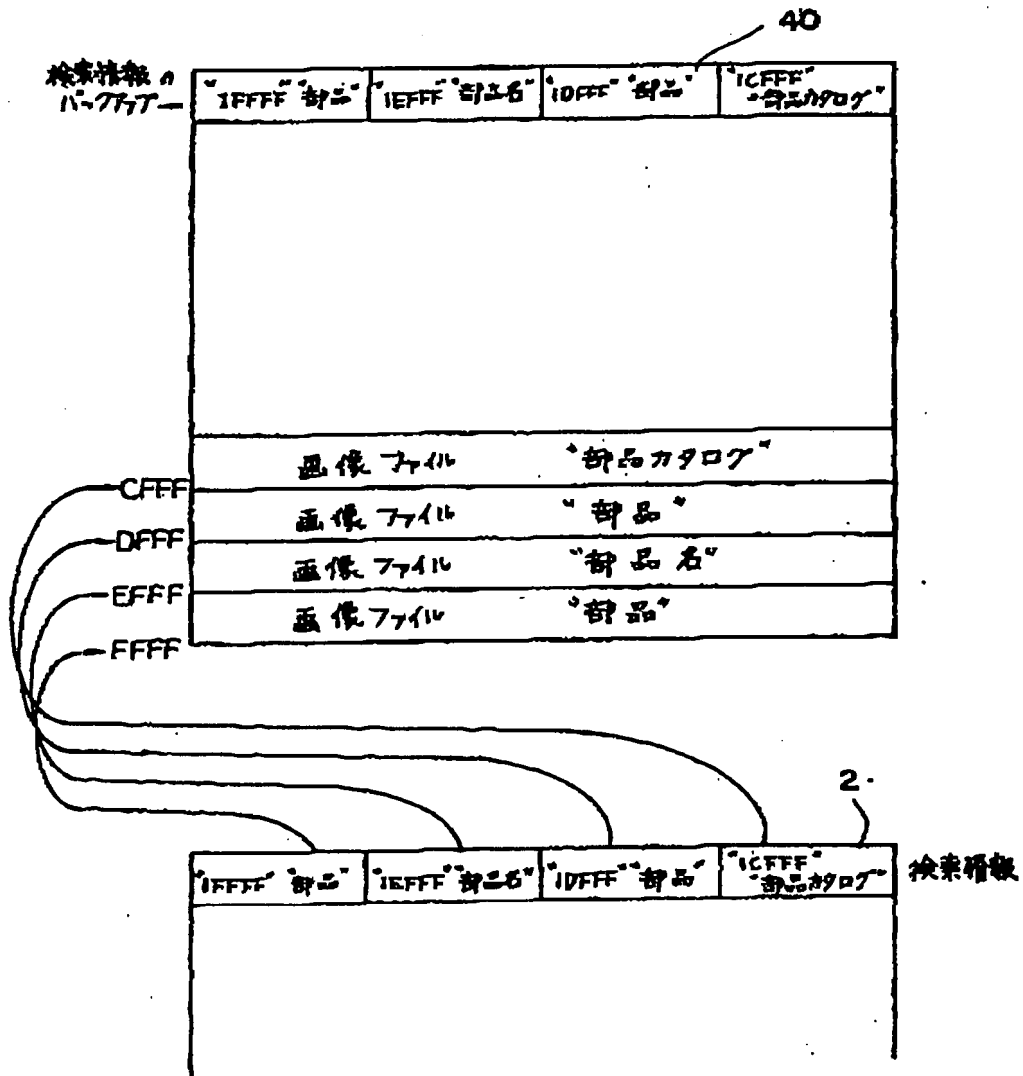 40
検索情報の
バックアップ
"1FFFF" "部品" "1EFFF" "部品名" "1DFFF" "部品" "1CFFF"
"部品カタログ"
画像ファイル "部品カタログ"
CFFF
画像ファイル "部品"
DFFF
画像ファイル "部品名"
EFFF
画像ファイル "部品"
FFFF
2
"1FFFF" "部品" "1EFFF" "部品名" "1DFFF" "部品" "1CFFF"
"部品カタログ" 検索情報